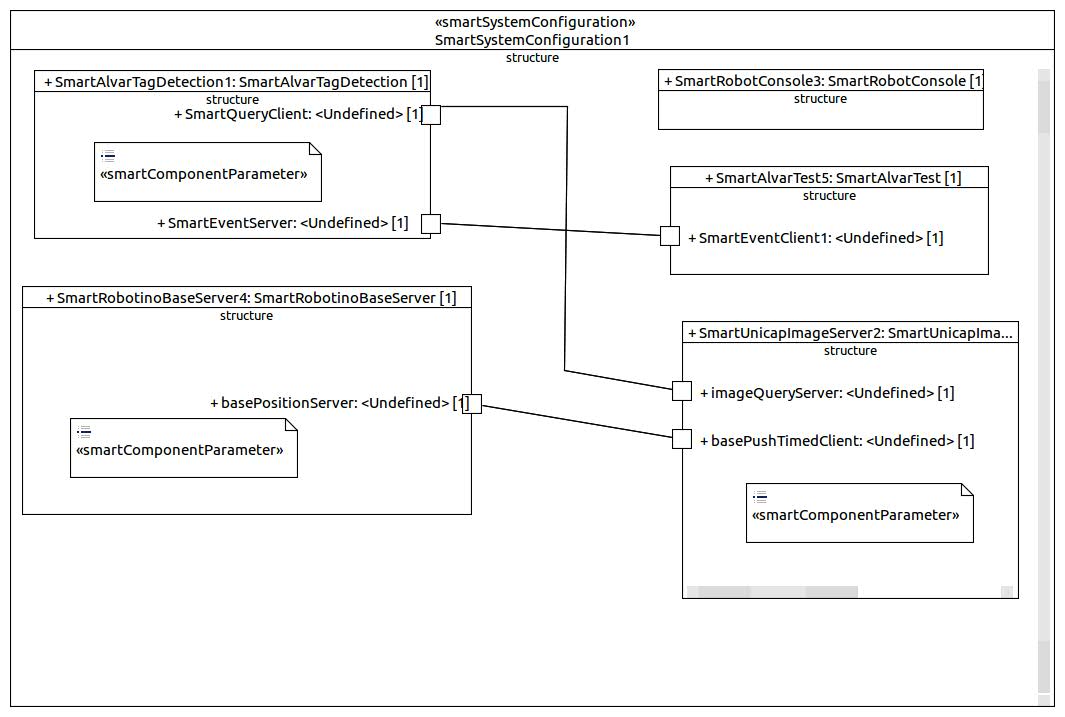 «smartSystemConfiguration»
SmartSystemConfiguration1
structure
+ SmartAlvarTagDetection1: SmartAlvarTagDetection [1]
structure
+ SmartQueryClient: <Undefined> [1]
«smartComponentParameter»
+ SmartEventServer: <Undefined> [1]
+ SmartRobotConsole3: SmartRobotConsole [1]
structure
+ SmartAlvarTest5: SmartAlvarTest [1]
structure
+ SmartEventClient1: <Undefined> [1]
+ SmartRobotinoBaseServer4: SmartRobotinoBaseServer [1]
structure
+ basePositionServer: <Undefined> [1]
«smartComponentParameter»
+ SmartUnicapImageServer2: SmartUnicapIma...
structure
+ imageQueryServer: <Undefined> [1]
+ basePushTimedClient: <Undefined> [1]
«smartComponentParameter»